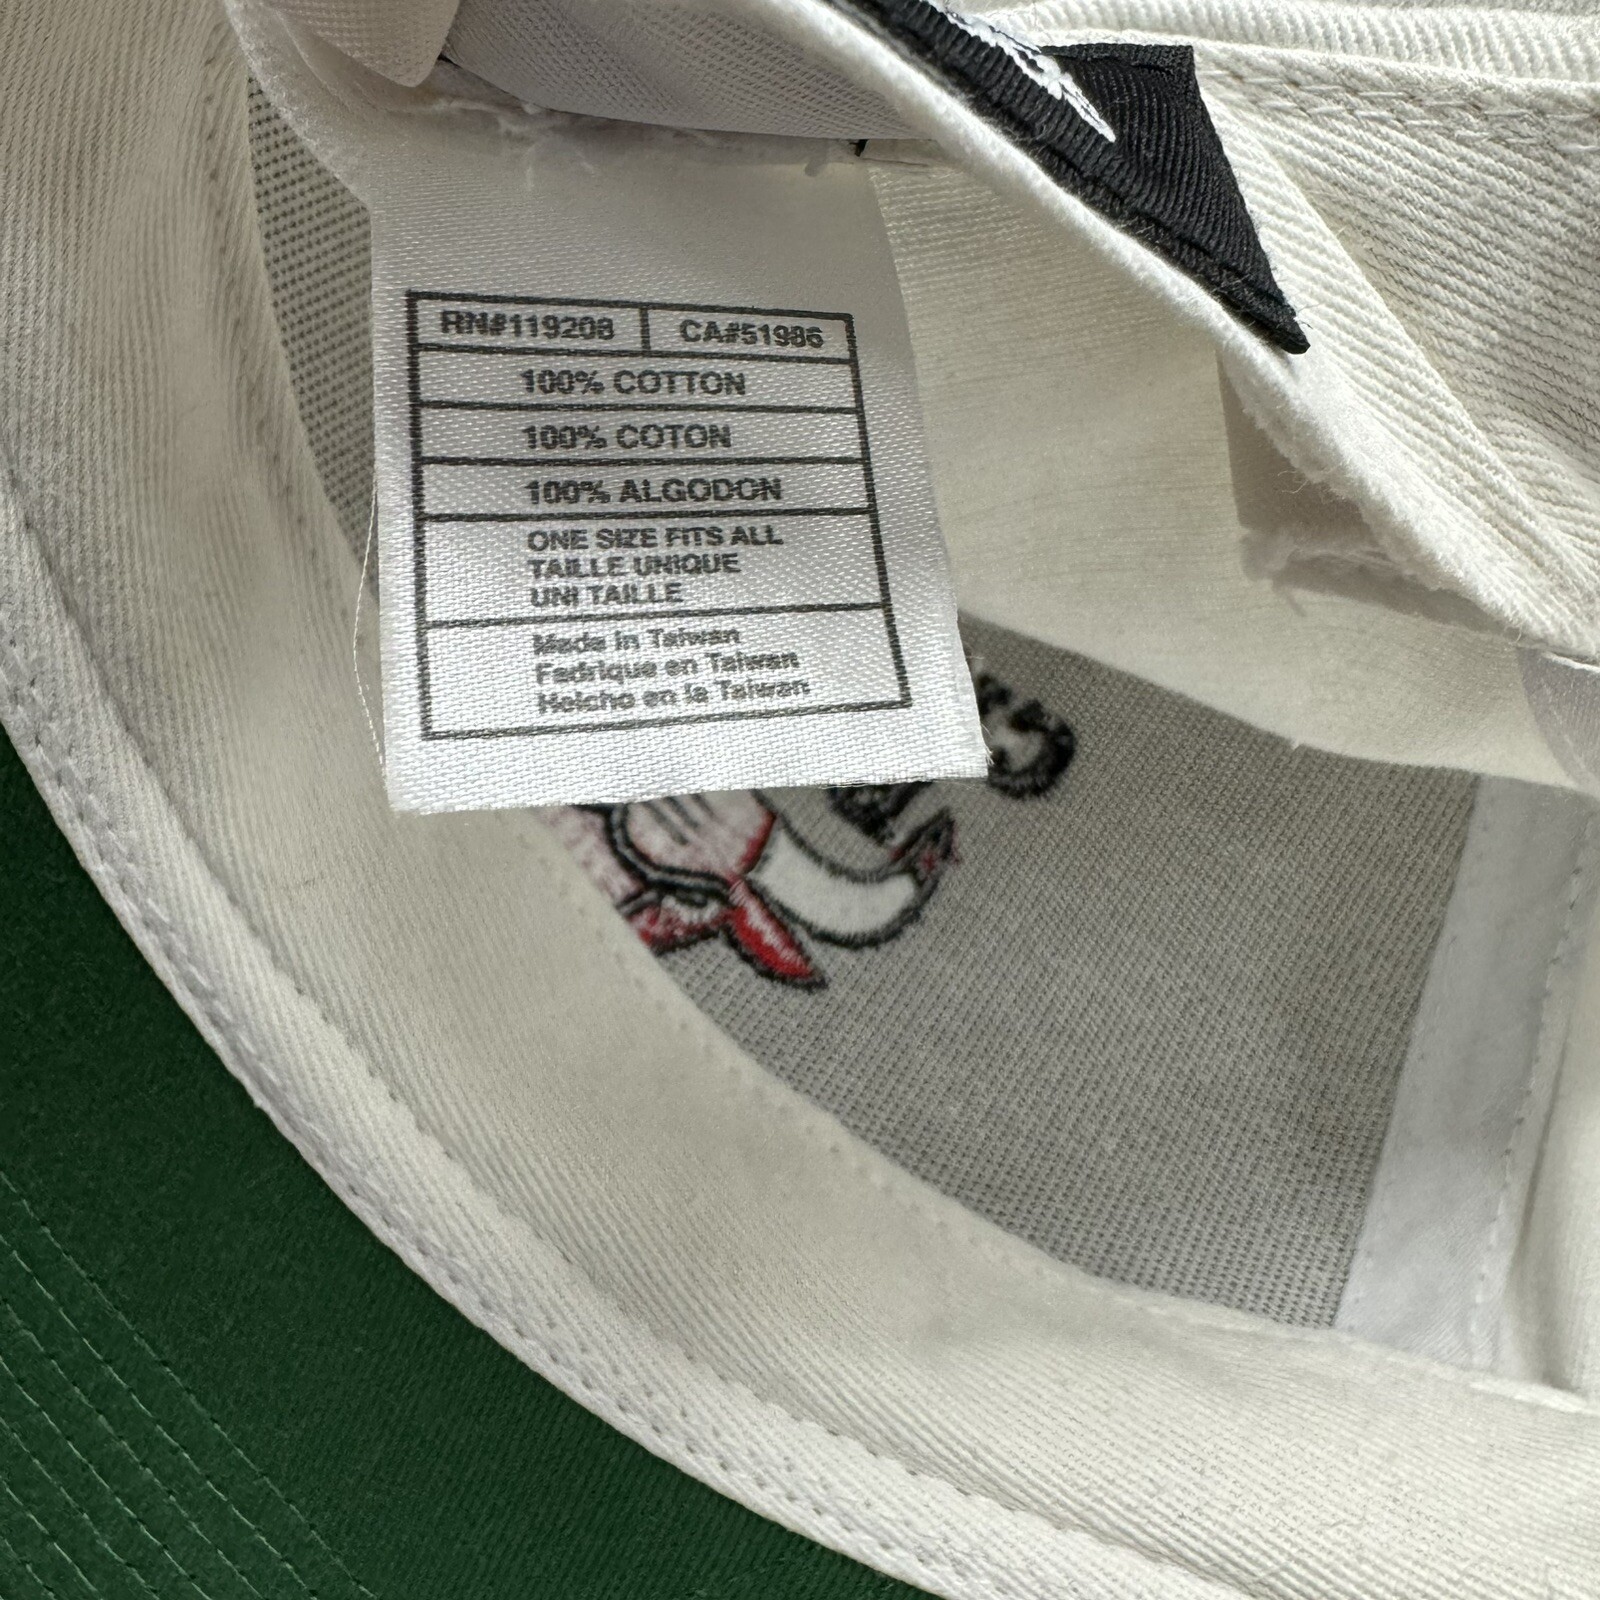 RN#119208 CA#51986
100% COTTON
100% COTON
100% ALGODON
ONE SIZE FITS ALL
TAILLE UNIQUE
UNI TAILLE
Made in Taiwan
Fadrique en Taiwan
Helcho en la Taiwan